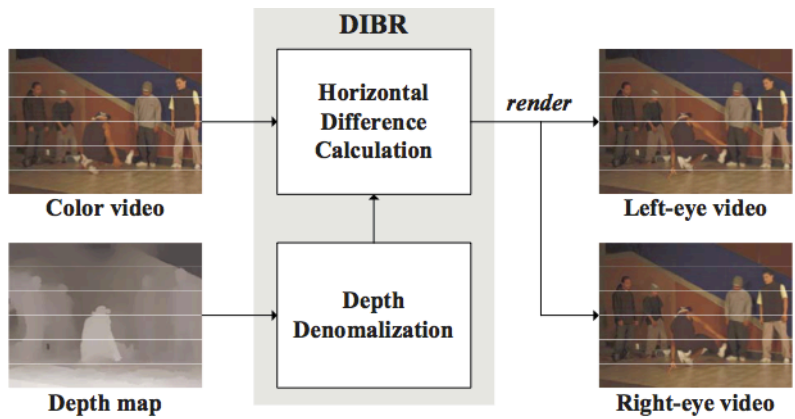 DIBR
Horizontal
Difference
Calculation
render
Color video
Left-eye video
Depth
Denomalization
Depth map
Right-eye video